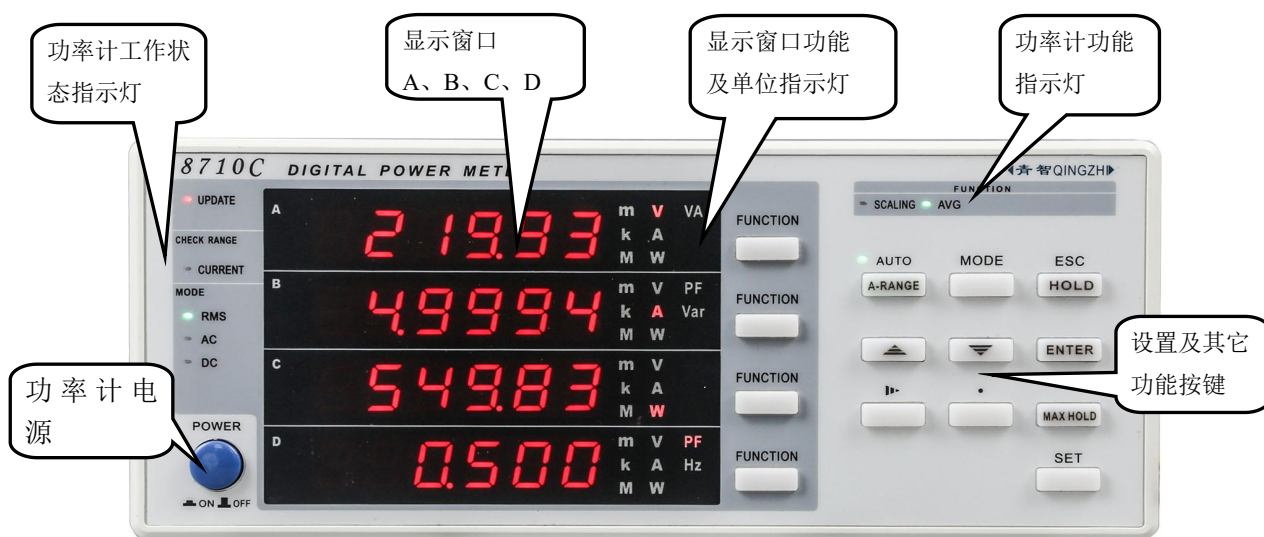 功率计工作状
态指示灯
显示窗口
A、B、C、D
显示窗口功能
及单位指示灯
功率计功能
指示灯
8710C DIGITAL POWER MET
青智QINGZHI
UPDATE
CHECK RANGE
CURRENT
MODE
RMS
AC
DC
功率计电
源
POWER
ON OFF
A 219.93 m V VA
k A
M W
B 4.9994 m V PF
k A Var
M W
C 549.83 m V
k A
M W
D 0.500 m V PF
k A Hz
M W
FUNCTION
FUNCTION
FUNCTION
FUNCTION
FUNCTION
SCALING AVG
AUTO MODE ESC
A-RANGE HOLD
ENTER
MAX HOLD
SET
设置及其它
功能按键